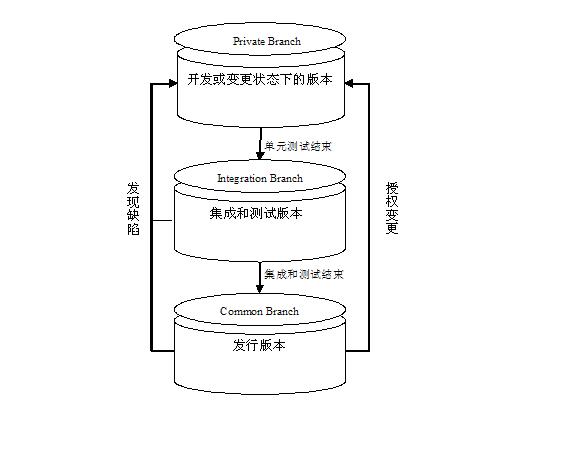 Private Branch
开发或变更状态下的版本
单元测试结束
Integration Branch
发现缺陷
集成和测试版本
授权变更
集成和测试结束
Common Branch
发行版本